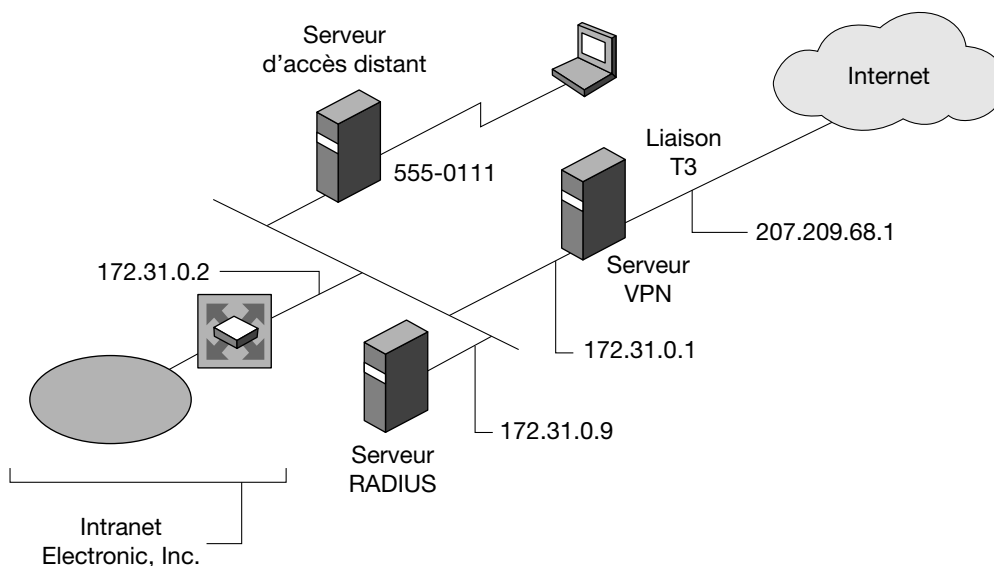 Serveur
d'accès distant
Internet
Liaison
T3
555-0111
207.209.68.1
172.31.0.2
Serveur
VPN
172.31.0.1
172.31.0.9
Serveur
RADIUS
Intranet
Electronic, Inc.